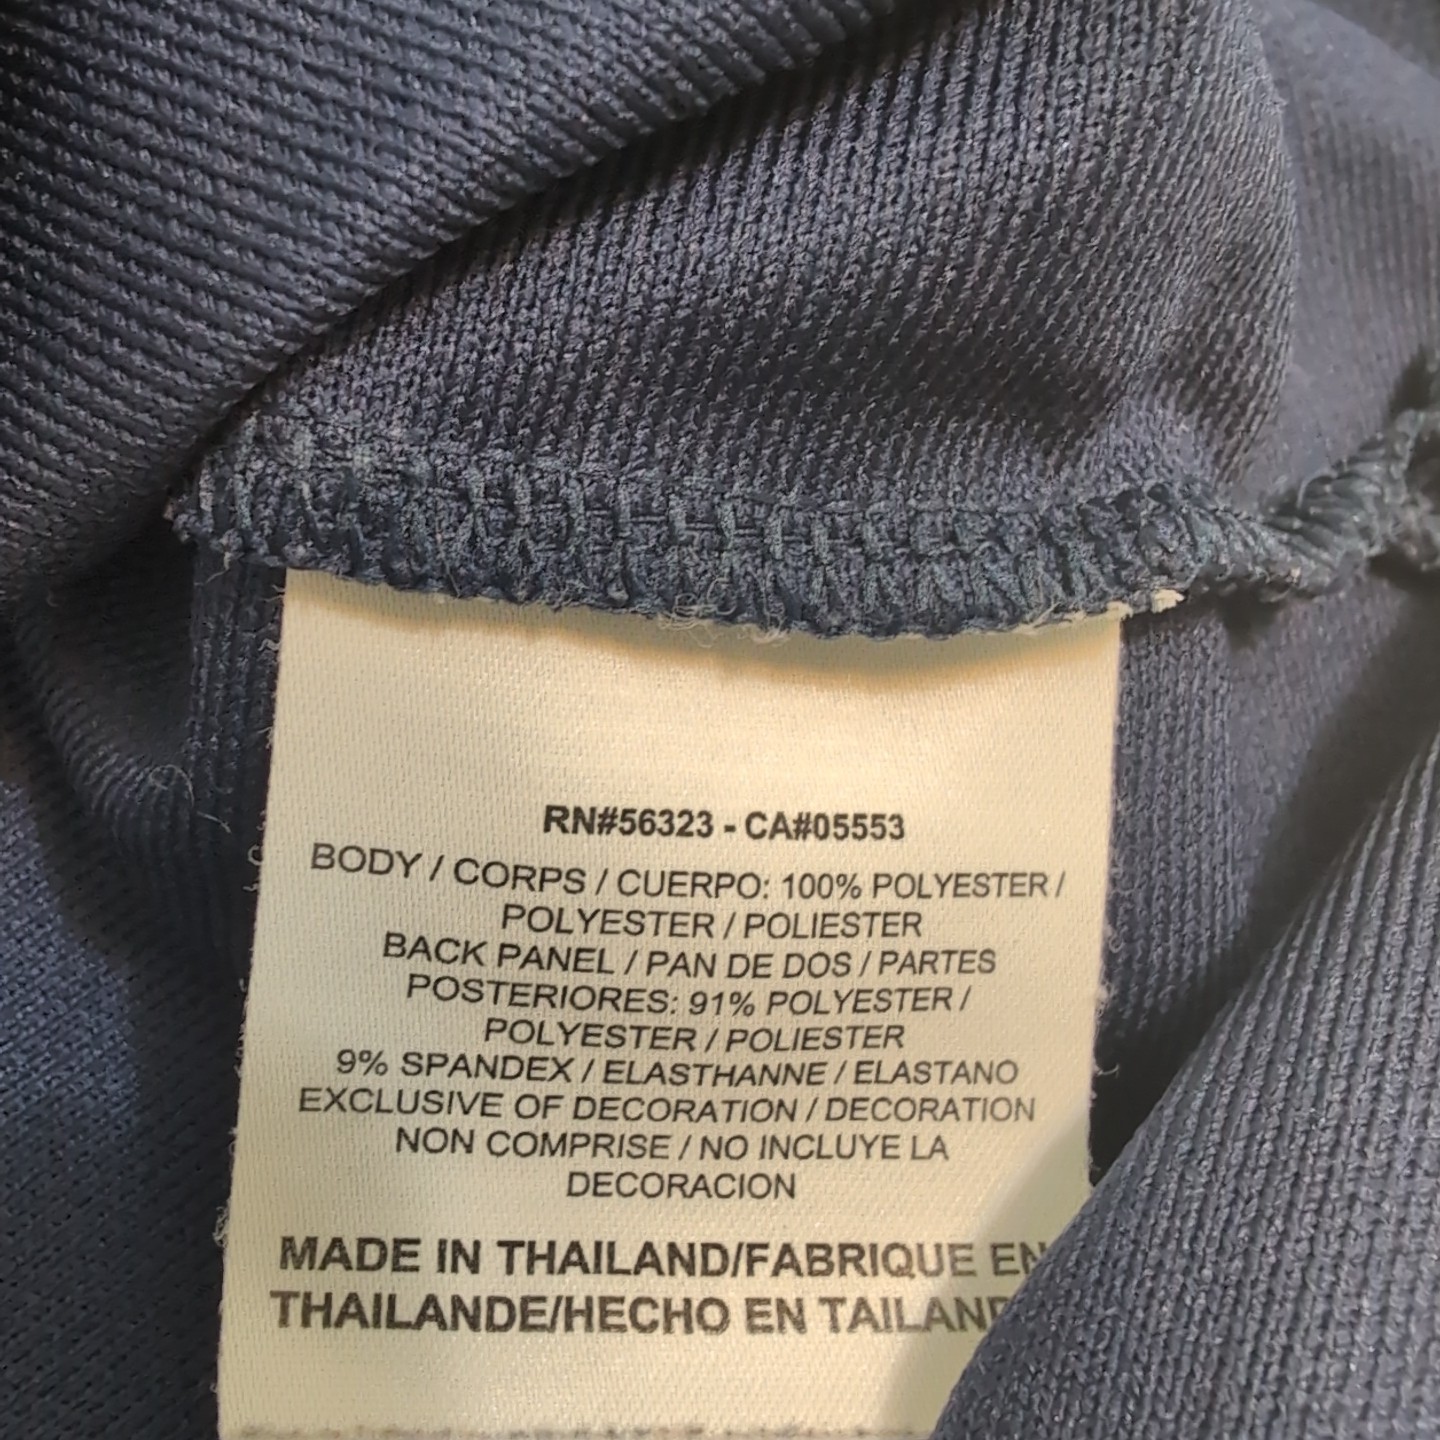 RN#56323 - CA#05553
BODY / CORPS / CUERPO: 100% POLYESTER /
POLYESTER / POLIESTER
BACK PANEL / PAN DE DOS / PARTES
POSTERIORES: 91% POLYESTER /
POLYESTER / POLIESTER
9% SPANDEX / ELASTHANNE / ELASTANO
EXCLUSIVE OF DECORATION / DECORATION
NON COMPRISE / NO INCLUYE LA
DECORACION
MADE IN THAILAND/FABRIQUE EN
THAILANDE/HECHO EN